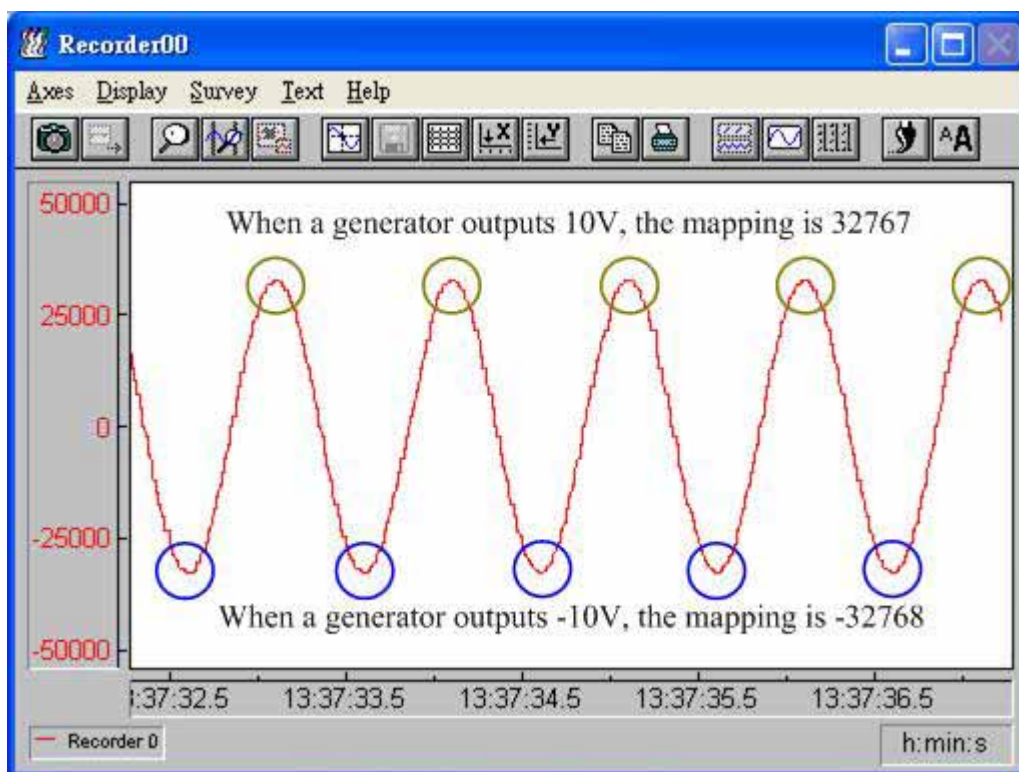 Recorder00
Axes Display Survey Text Help
X
Y
AA
50000
When a generator outputs 10V, the mapping is 32767
25000
0
-25000
When a generator outputs -10V, the mapping is -32768
-50000
:37:32.5 13:37:33.5 13:37:34.5 13:37:35.5 13:37:36.5
Recorder 0
h:min:s